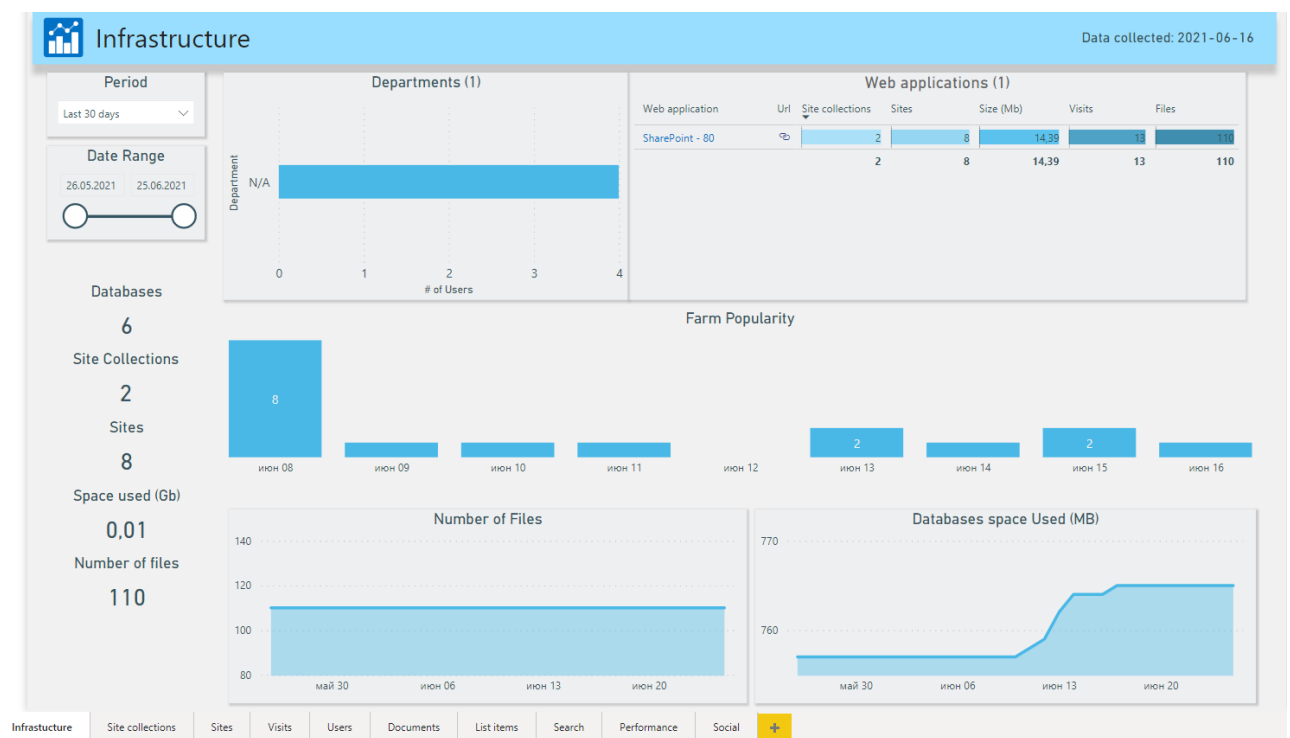 Infrastructure
Data collected: 2021-06-16
Period
Last 30 days
Date Range
26.05.2021 25.06.2021
Databases
6
Site Collections
2
Sites
8
Space used (Gb)
0,01
Number of files
110
Departments (1)
Department
N/A
0 1 2 3 4
# of Users
Web applications (1)
Web application Url Site collections Sites Size (Mb) Visits Files
SharePoint - 80 2 8 14,39 13 110
2 8 14,39 13 110
Farm Popularity
8 2 2
июн 08 июн 09 июн 10 июн 11 июн 12 июн 13 июн 14 июн 15 июн 16
Number of Files
140
120
100
80
май 30 июн 06 июн 13 июн 20
Databases space Used (MB)
770
760
май 30 июн 06 июн 13 июн 20
Infrastucture Site collections Sites Visits Users Documents List items Search Performance Social +